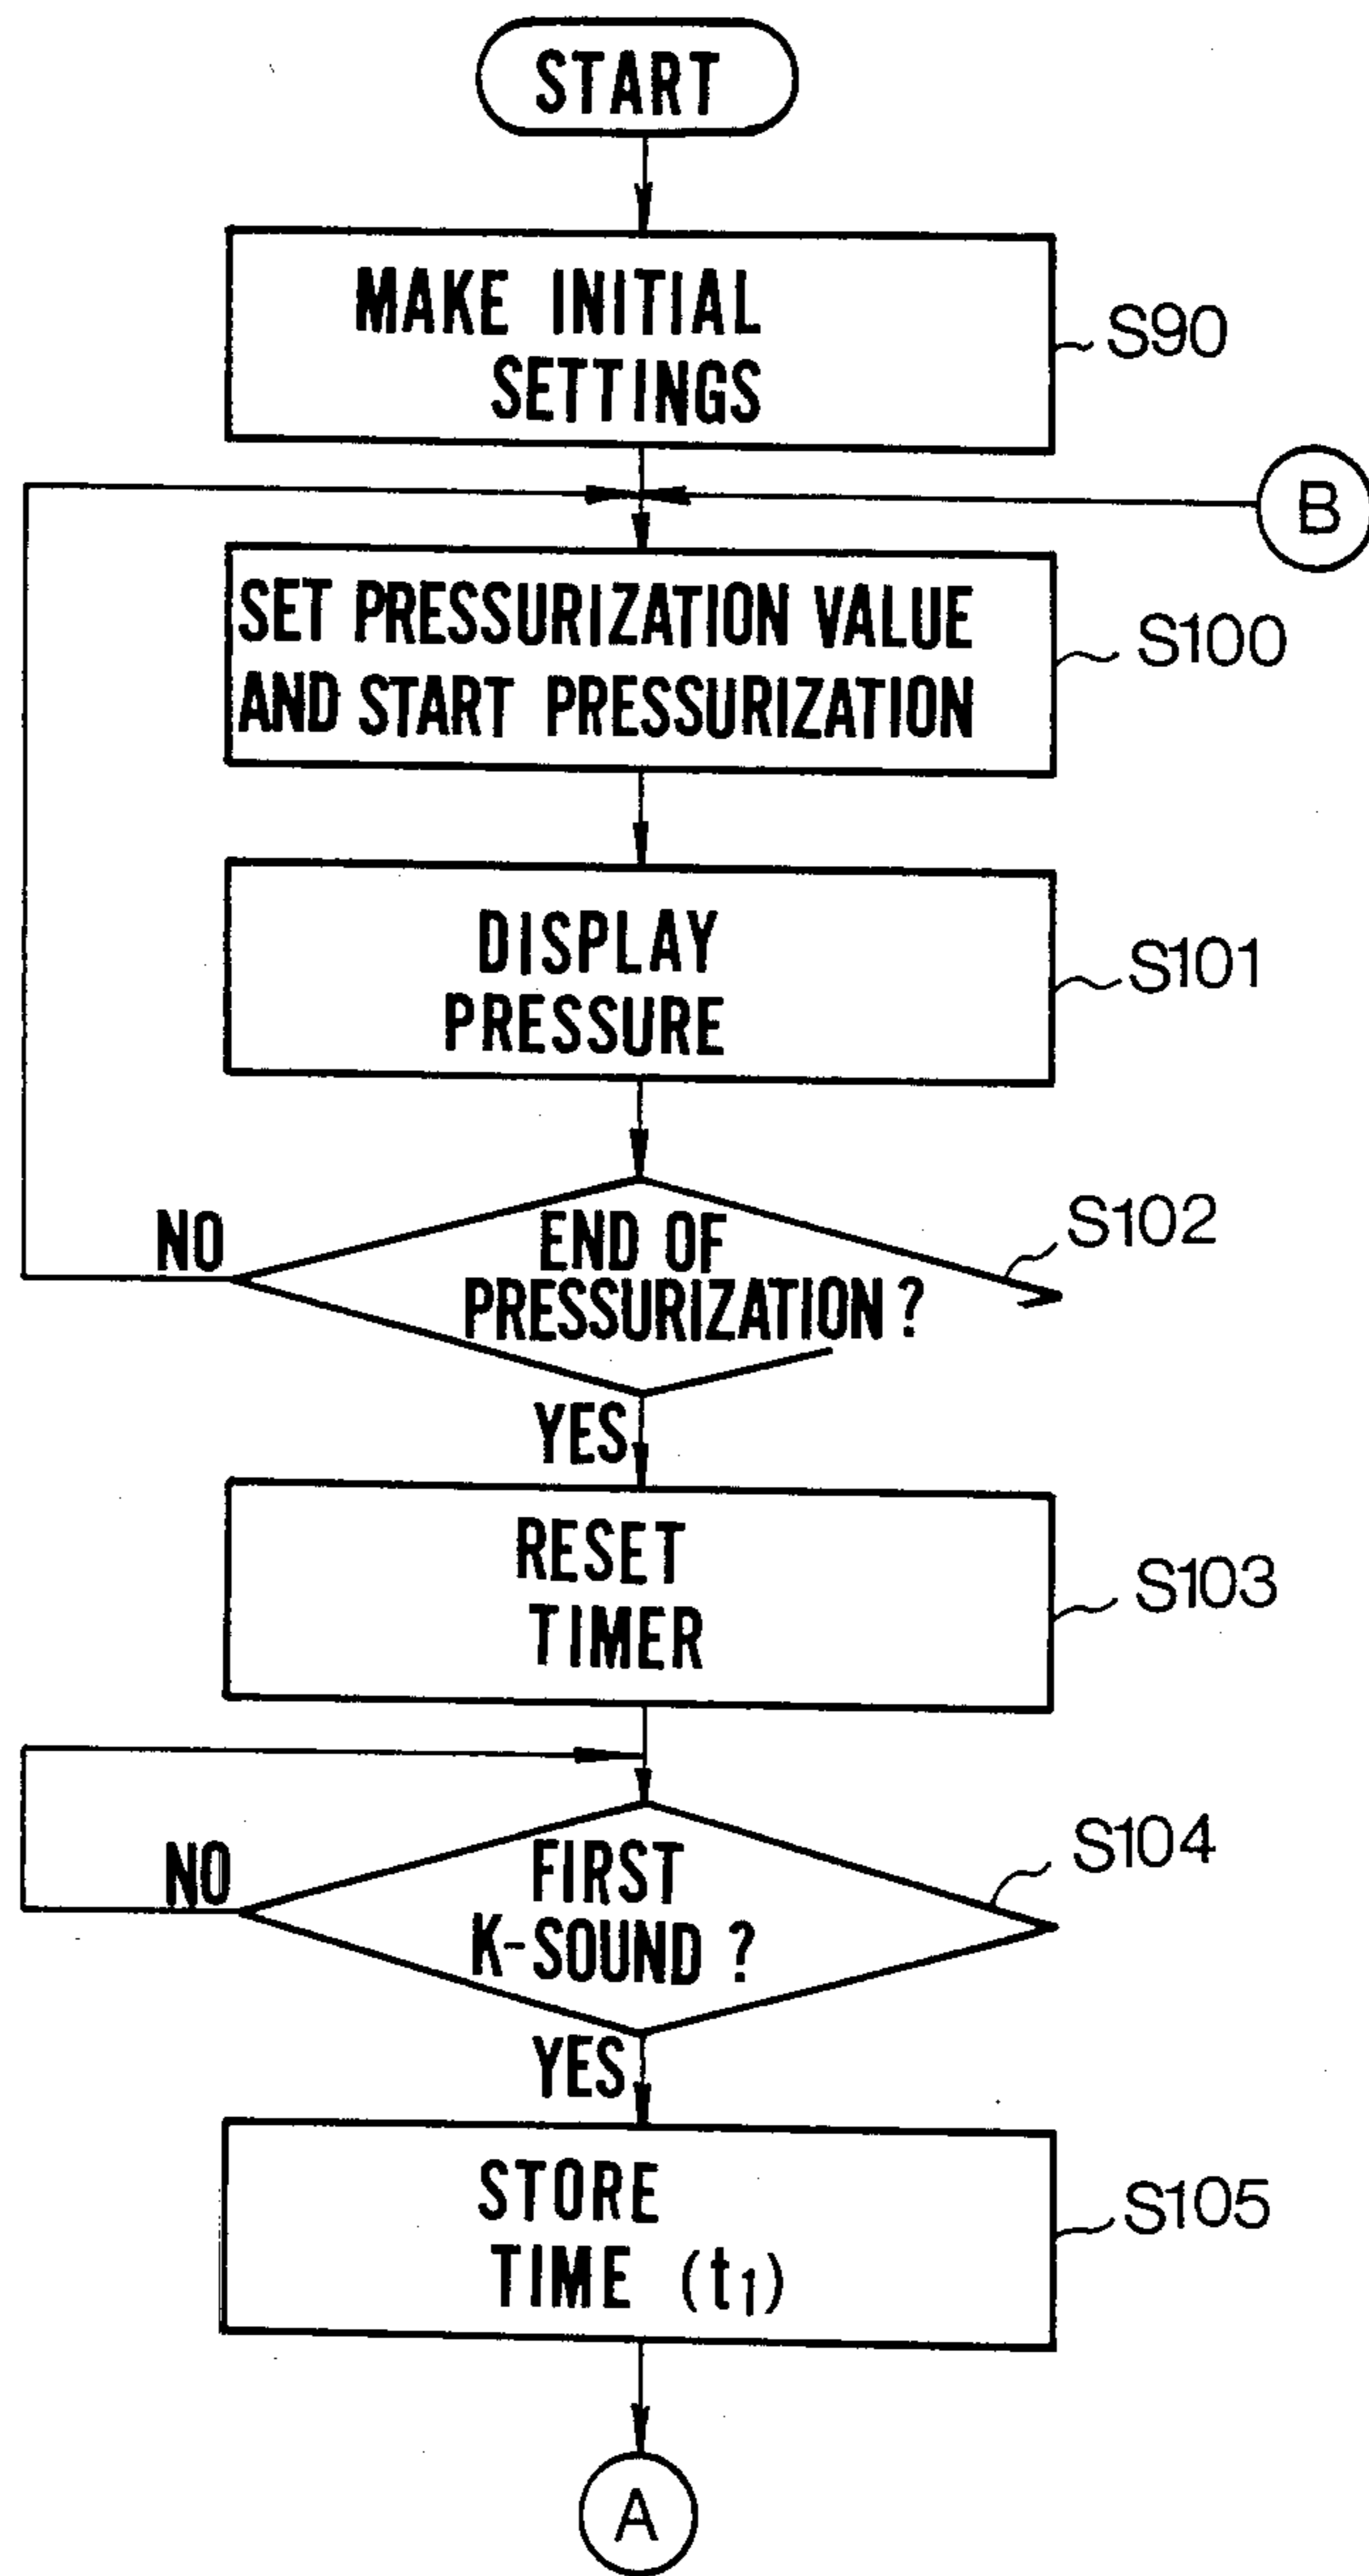 START
MAKE INITIAL
SETTINGS
S90
B
SET PRESSURIZATION VALUE
AND START PRESSURIZATION
S100
DISPLAY
PRESSURE
S101
NO
END OF
PRESSURIZATION ?
S102
YES
RESET
TIMER
S103
NO
FIRST
K-SOUND ?
S104
YES
STORE
TIME (t₁)
S105
A